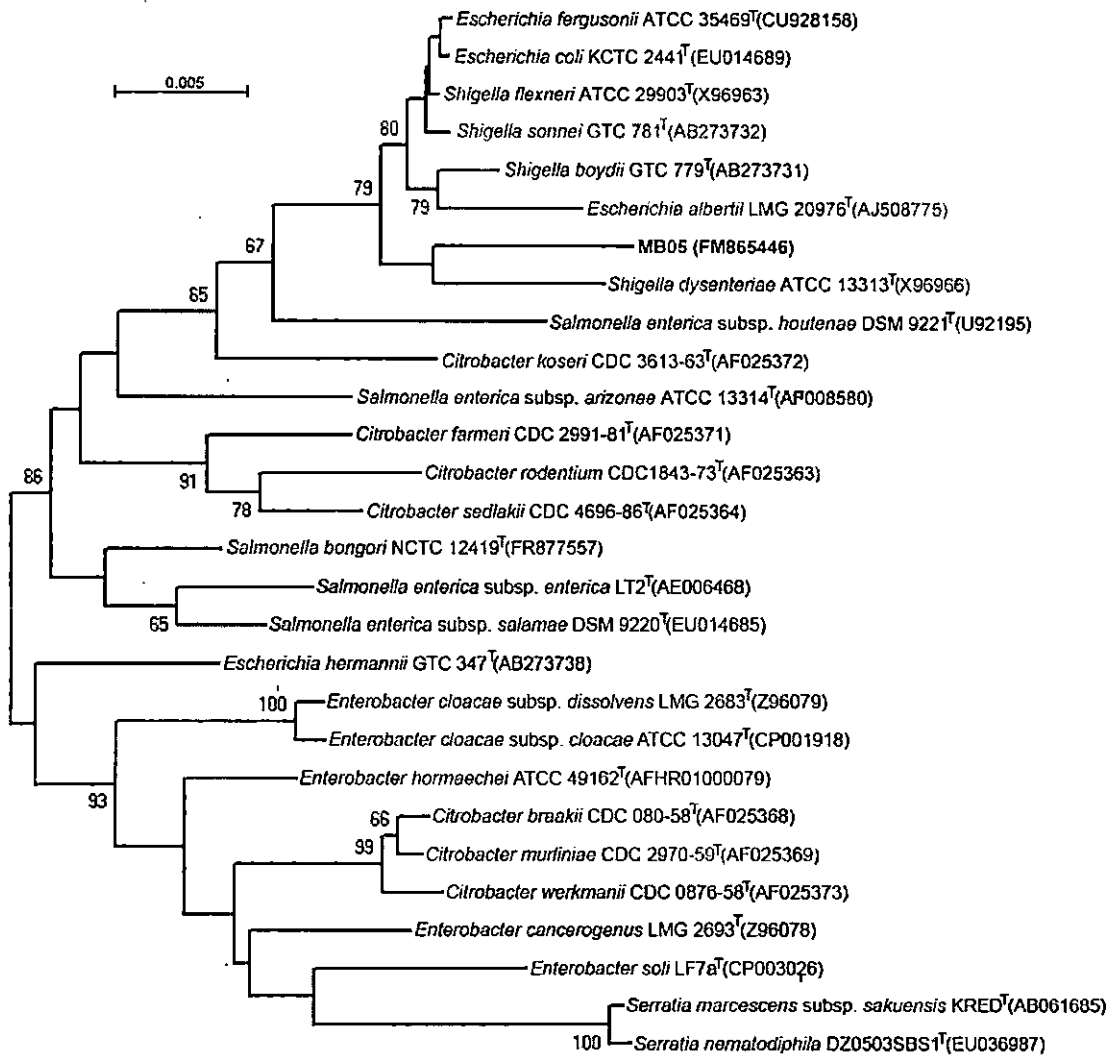 Escherichia fergusonii ATCC 35469T(CU928158)
Escherichia coli KCTC 2441T(EU014689)
0.005
Shigella flexneri ATCC 29903T(X96963)
80
Shigella sonnei GTC 781T(AB273732)
79
Shigella boydii GTC 779T(AB273731)
79
Escherichia albertii LMG 20976T(AJ508775)
67
MB05 (FM865446)
65
Shigella dysenteriae ATCC 13313T(X96966)
Salmonella enterica subsp. houtenae DSM 9221T(U92195)
Citrobacter koseri CDC 3613-63T(AF025372)
Salmonella enterica subsp. arizonae ATCC 13314T(AF008580)
Citrobacter farmeri CDC 2991-81T(AF025371)
86
91
Citrobacter rodentium CDC1843-73T(AF025363)
78
Citrobacter sedlakii CDC 4696-86T(AF025364)
Salmonella bongori NCTC 12419T(FR877557)
Salmonella enterica subsp. enterica LT2T(AE006468)
65
Salmonella enterica subsp. salamae DSM 9220T(EU014685)
Escherichia hermannii GTC 347T(AB273738)
100
Enterobacter cloacae subsp. dissolvens LMG 2683T(Z96079)
Enterobacter cloacae subsp. cloacae ATCC 13047T(CP001918)
93
Enterobacter hormaechei ATCC 49162T(AFHR01000079)
66
Citrobacter braakii CDC 080-58T(AF025368)
99
Citrobacter murliniae CDC 2970-59T(AF025369)
Citrobacter werkmanii CDC 0876-58T(AF025373)
Enterobacter cancerogenus LMG 2693T(Z96078)
Enterobacter soli LF7aT(CP003026)
Serratia marcescens subsp. sakuensis KREDT(AB061685)
100
Serratia nematodiphila DZ0503SBS1T(EU036987)